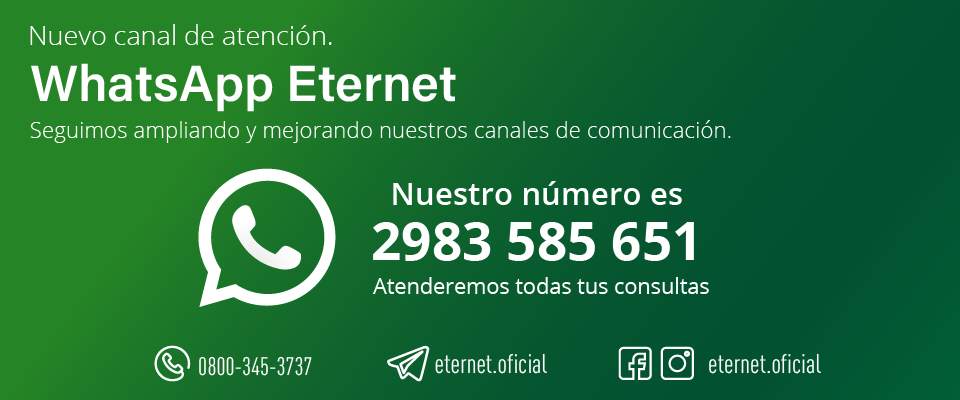 Nuevo canal de atención.
WhatsApp Eternet
Seguimos ampliando y mejorando nuestros canales de comunicación.
Nuestro número es
2983 585 651
Atenderemos todas tus consultas
0800-345-3737
eternet.oficial
eternet.oficial